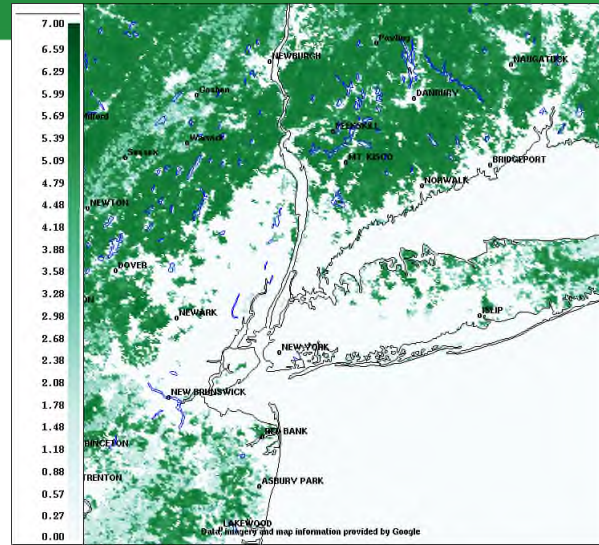 7.00
6.59
6.29
5.99
5.69
5.39
5.09
4.79
4.48
4.18
3.88
3.58
3.28
2.98
2.68
2.38
2.08
1.78
1.48
1.18
0.88
0.57
0.27
0.00
Pawling
NEWBURGH
NAUGATUCK
Goshen
DANBURY
Milford
PEEKSKILL
Warwick
Sussex
MT KISCO
BRIDGEPORT
NORWALK
NEWTON
DOVER
ON
NEWARK
ISLIP
NEW YORK
NEW BRUNSWICK
RED BANK
INCETON
TRENTON
ASBURY PARK
LAKEWOOD
Data, imagery and map information provided by Google